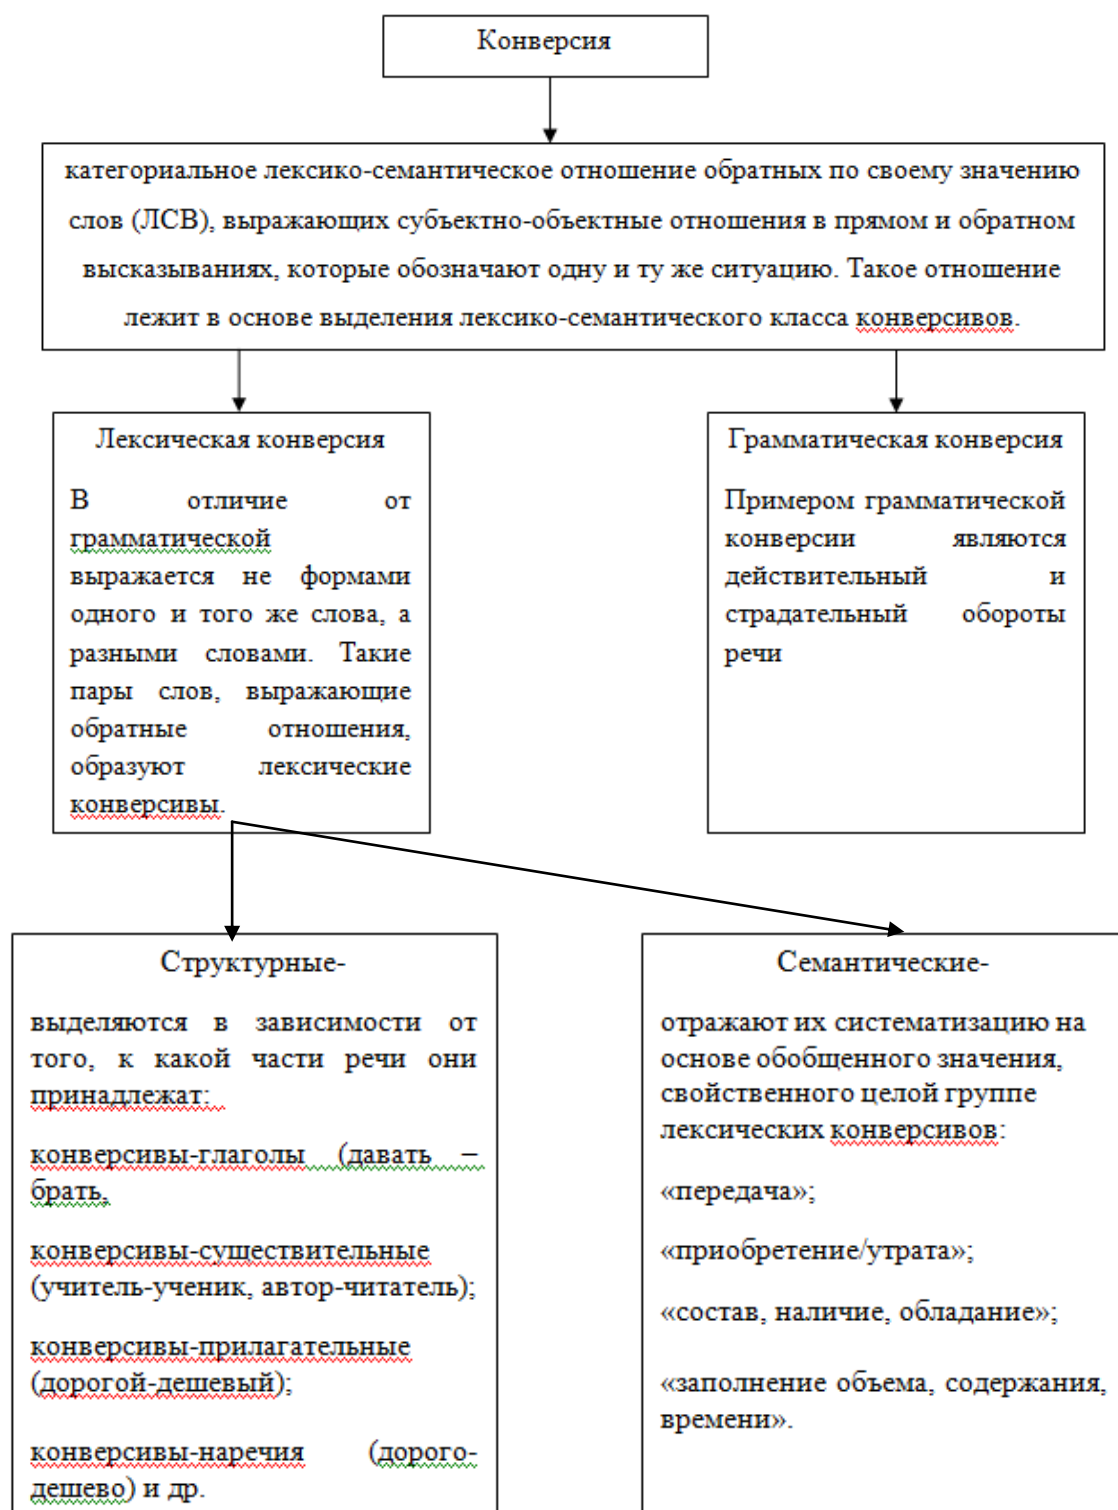 Конверсия
категориальное лексико-семантическое отношение обратных по своему значению
слов (ЛСВ), выражающих субъектно-объектные отношения в прямом и обратном
высказываниях, которые обозначают одну и ту же ситуацию. Такое отношение
лежит в основе выделения лексико-семантического класса конверсивов.
Лексическая конверсия
В отличие от
грамматической
выражается не формами
одного и того же слова, а
разными словами. Такие
пары слов, выражающие
обратные отношения,
образуют лексические
конверсивы.
Грамматическая конверсия
Примером грамматической
конверсии являются
действительный и
страдательный обороты
речи
Структурные-
выделяются в зависимости от
того, к какой части речи они
принадлежат:
конверсивы-глаголы (давать –
брать,
конверсивы-существительные
(учитель-ученик, автор-читатель);
конверсивы-прилагательные
(дорогой-дешевый);
конверсивы-наречия (дорого-
дешево) и др.
Семантические-
отражают их систематизацию на
основе обобщенного значения,
свойственного целой группе
лексических конверсивов:
«передача»;
«приобретение/утрата»;
«состав, наличие, обладание»;
«заполнение объема, содержания,
времени».